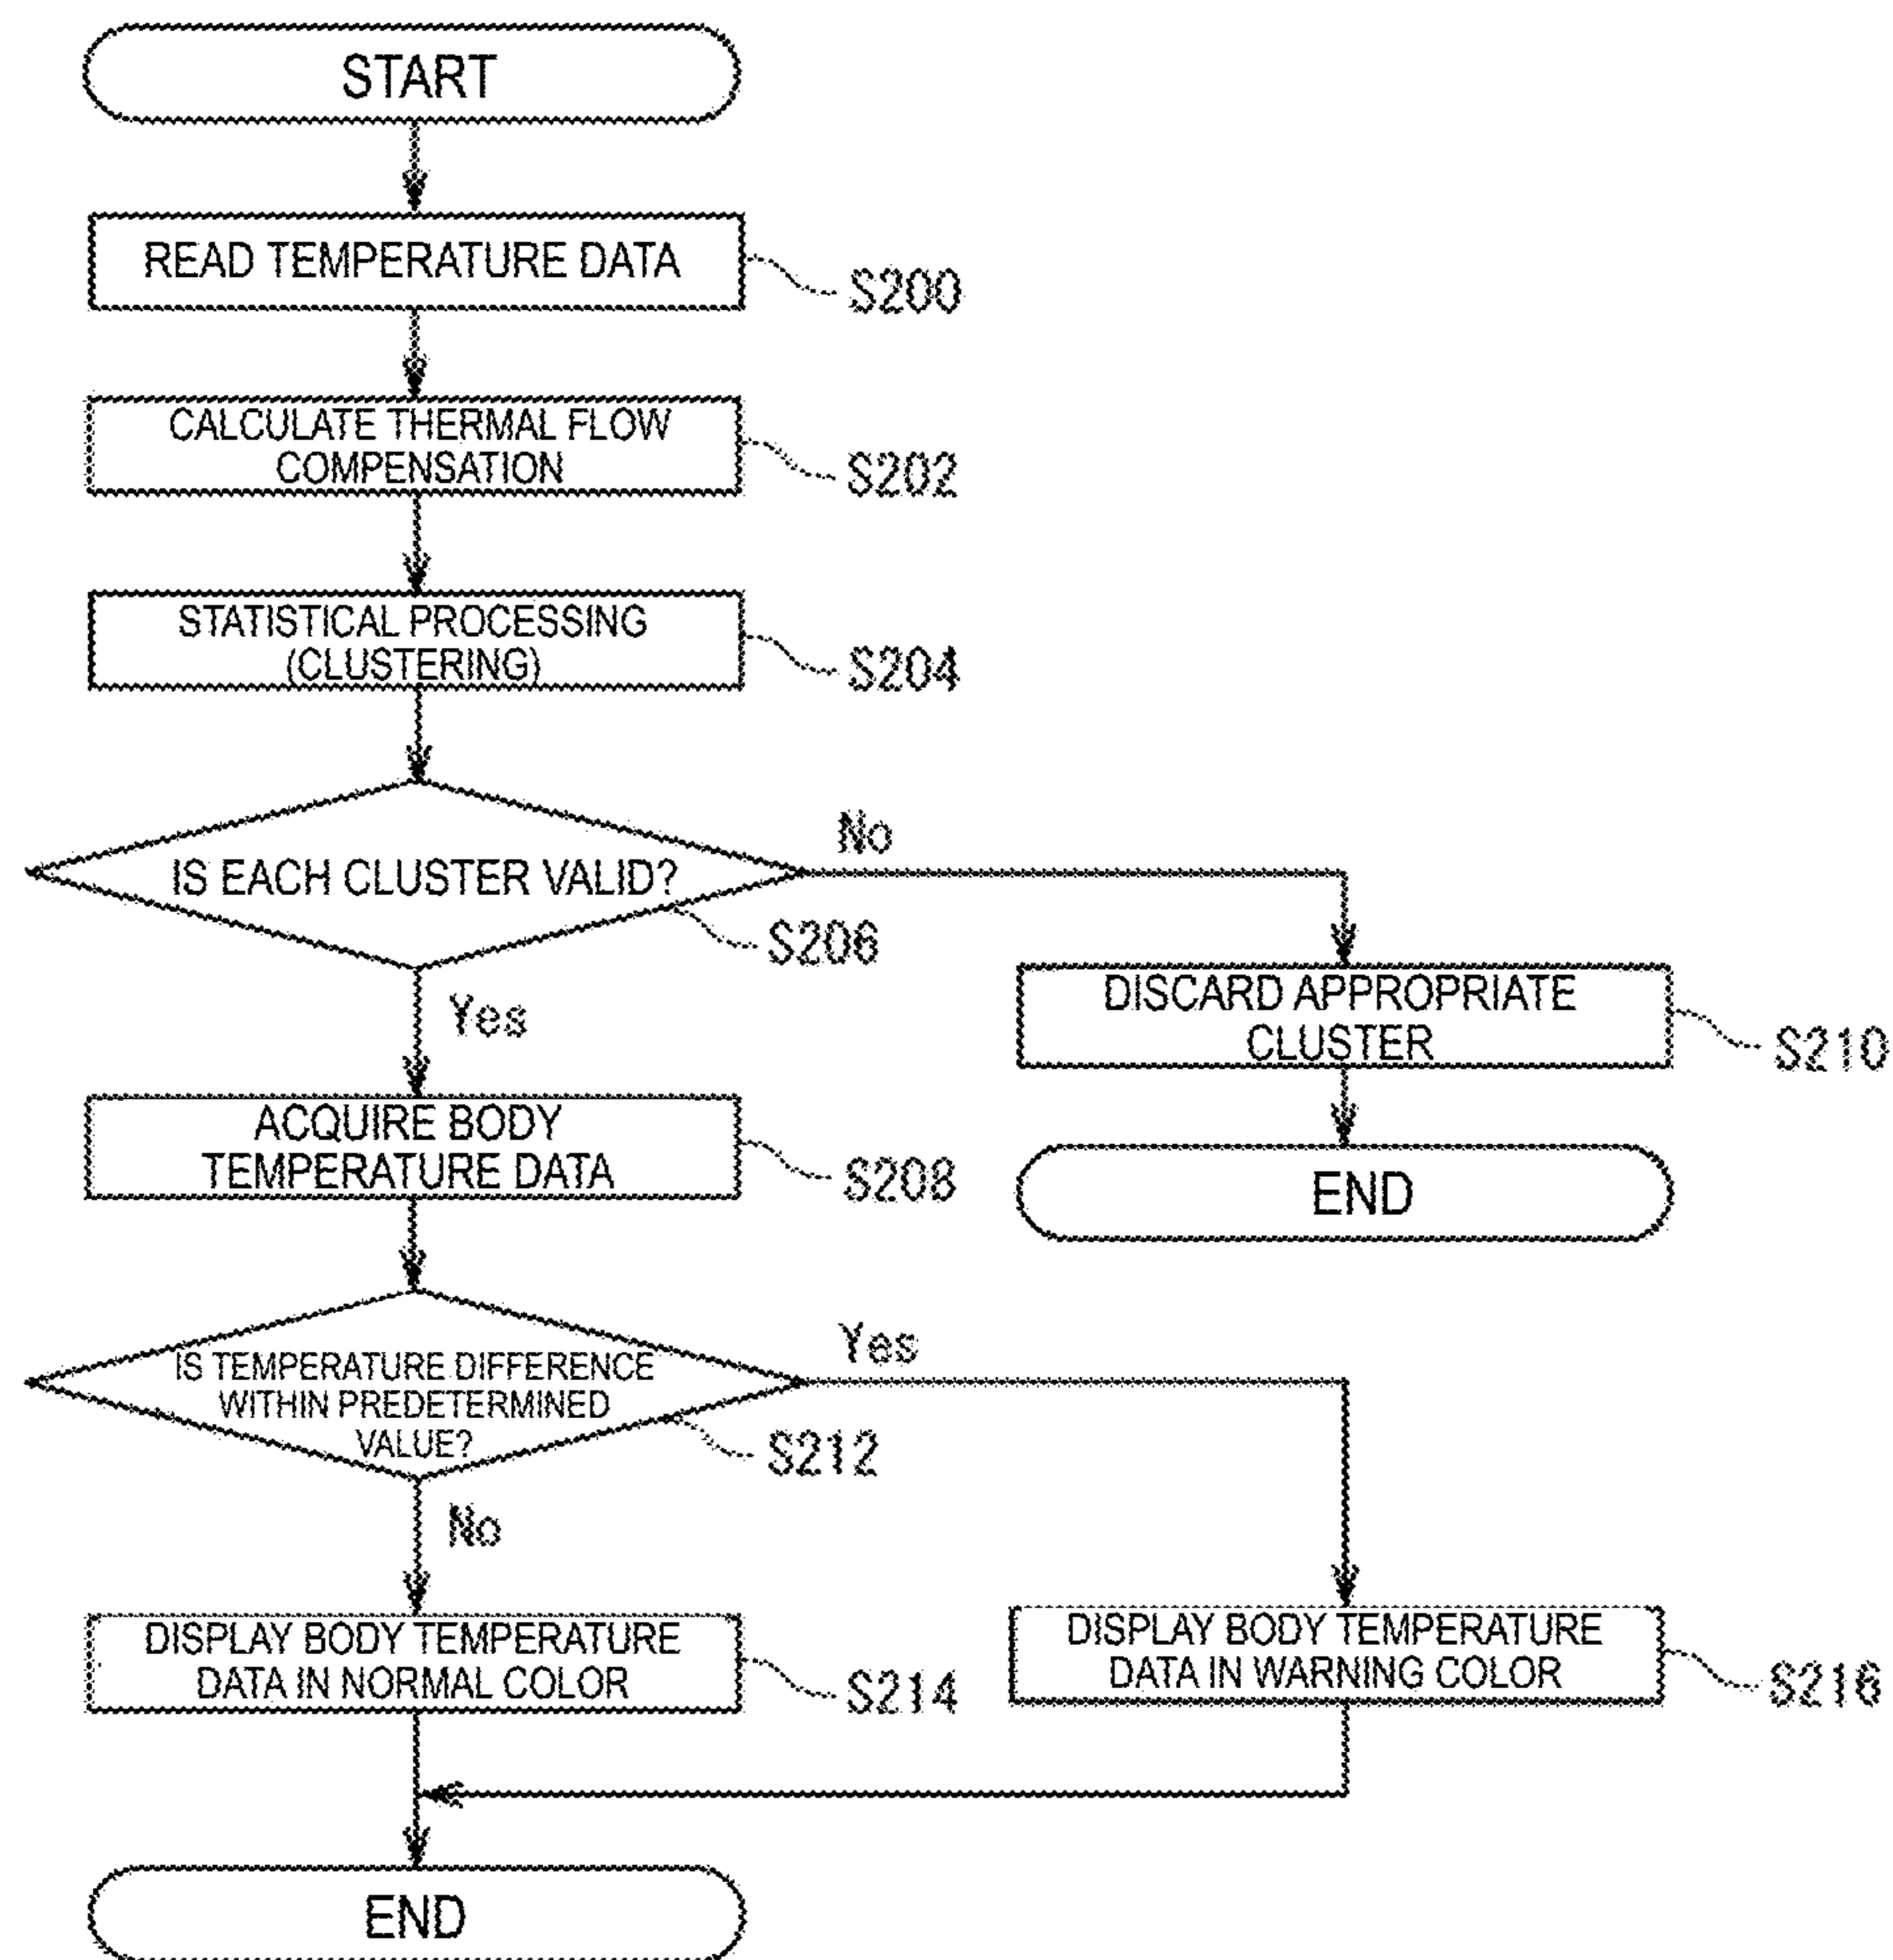 START
READ TEMPERATURE DATA
S200
CALCULATE THERMAL FLOW
COMPENSATION
S202
STATISTICAL PROCESSING
(CLUSTERING)
S204
IS EACH CLUSTER VALID?
No
S206
Yes
DISCARD APPROPRIATE
CLUSTER
S210
END
ACQUIRE BODY
TEMPERATURE DATA
S208
IS TEMPERATURE DIFFERENCE
WITHIN PREDETERMINED
VALUE?
Yes
S212
No
DISPLAY BODY TEMPERATURE
DATA IN NORMAL COLOR
S214
DISPLAY BODY TEMPERATURE
DATA IN WARNING COLOR
S216
END